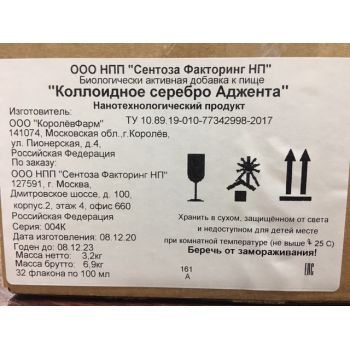 ООО НПП "Сентоза Факторинг НП"
Биологически активная добавка к пище
"Коллоидное серебро Аджента"
Нанотехнологический продукт
Изготовитель:
ТУ 10.89.19-010-77342998-2017
ООО "КоролёвФарм"
141074, Московская обл.,г.Королёв,
ул. Пионерская, д.4,
Российская Федерация
По заказу:
ООО НПП "Сентоза Факторинг НП"
127591, г. Москва,
Дмитровское шоссе, д. 100,
корпус.2, этаж 4, офис 660
Российская Федерация
Серия: 004К
Дата изготовления: 08.12.20
Годен до: 08.12.23
Масса нетто: 3,2кг
Масса брутто: 6,9кг
32 флакона по 100 мл
Хранить в сухом, защищённом от света
и недоступном для детей месте
при комнатной температуре (не выше + 25 С)
Беречь от замораживания!
161
А
ЕАС